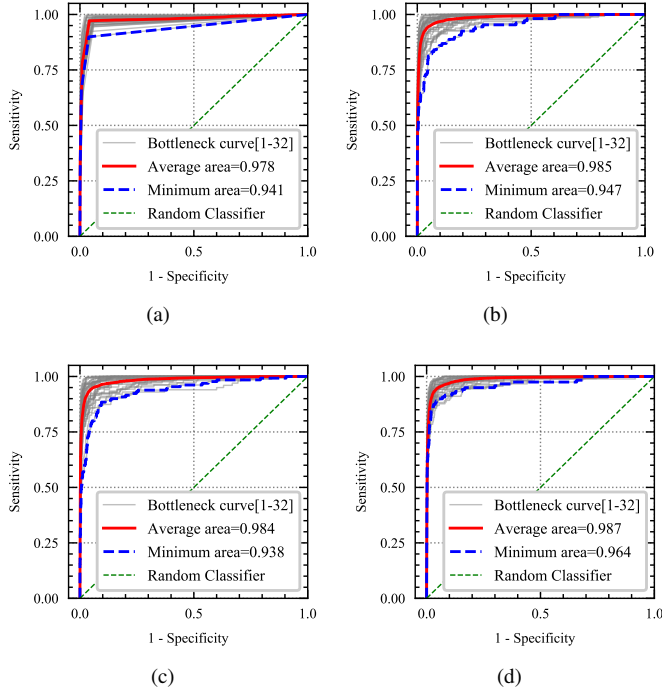 1.00
0.75
0.50
0.25
0.00
Sensitivity
Bottleneck curve[1-32]
Average area=0.978
Minimum area=0.941
Random Classifier
0.0
0.5
1.0
1 - Specificity
(a)
1.00
0.75
0.50
0.25
0.00
Sensitivity
Bottleneck curve[1-32]
Average area=0.985
Minimum area=0.947
Random Classifier
0.0
0.5
1.0
1 - Specificity
(b)
1.00
0.75
0.50
0.25
0.00
Sensitivity
Bottleneck curve[1-32]
Average area=0.984
Minimum area=0.938
Random Classifier
0.0
0.5
1.0
1 - Specificity
(c)
1.00
0.75
0.50
0.25
0.00
Sensitivity
Bottleneck curve[1-32]
Average area=0.987
Minimum area=0.964
Random Classifier
0.0
0.5
1.0
1 - Specificity
(d)